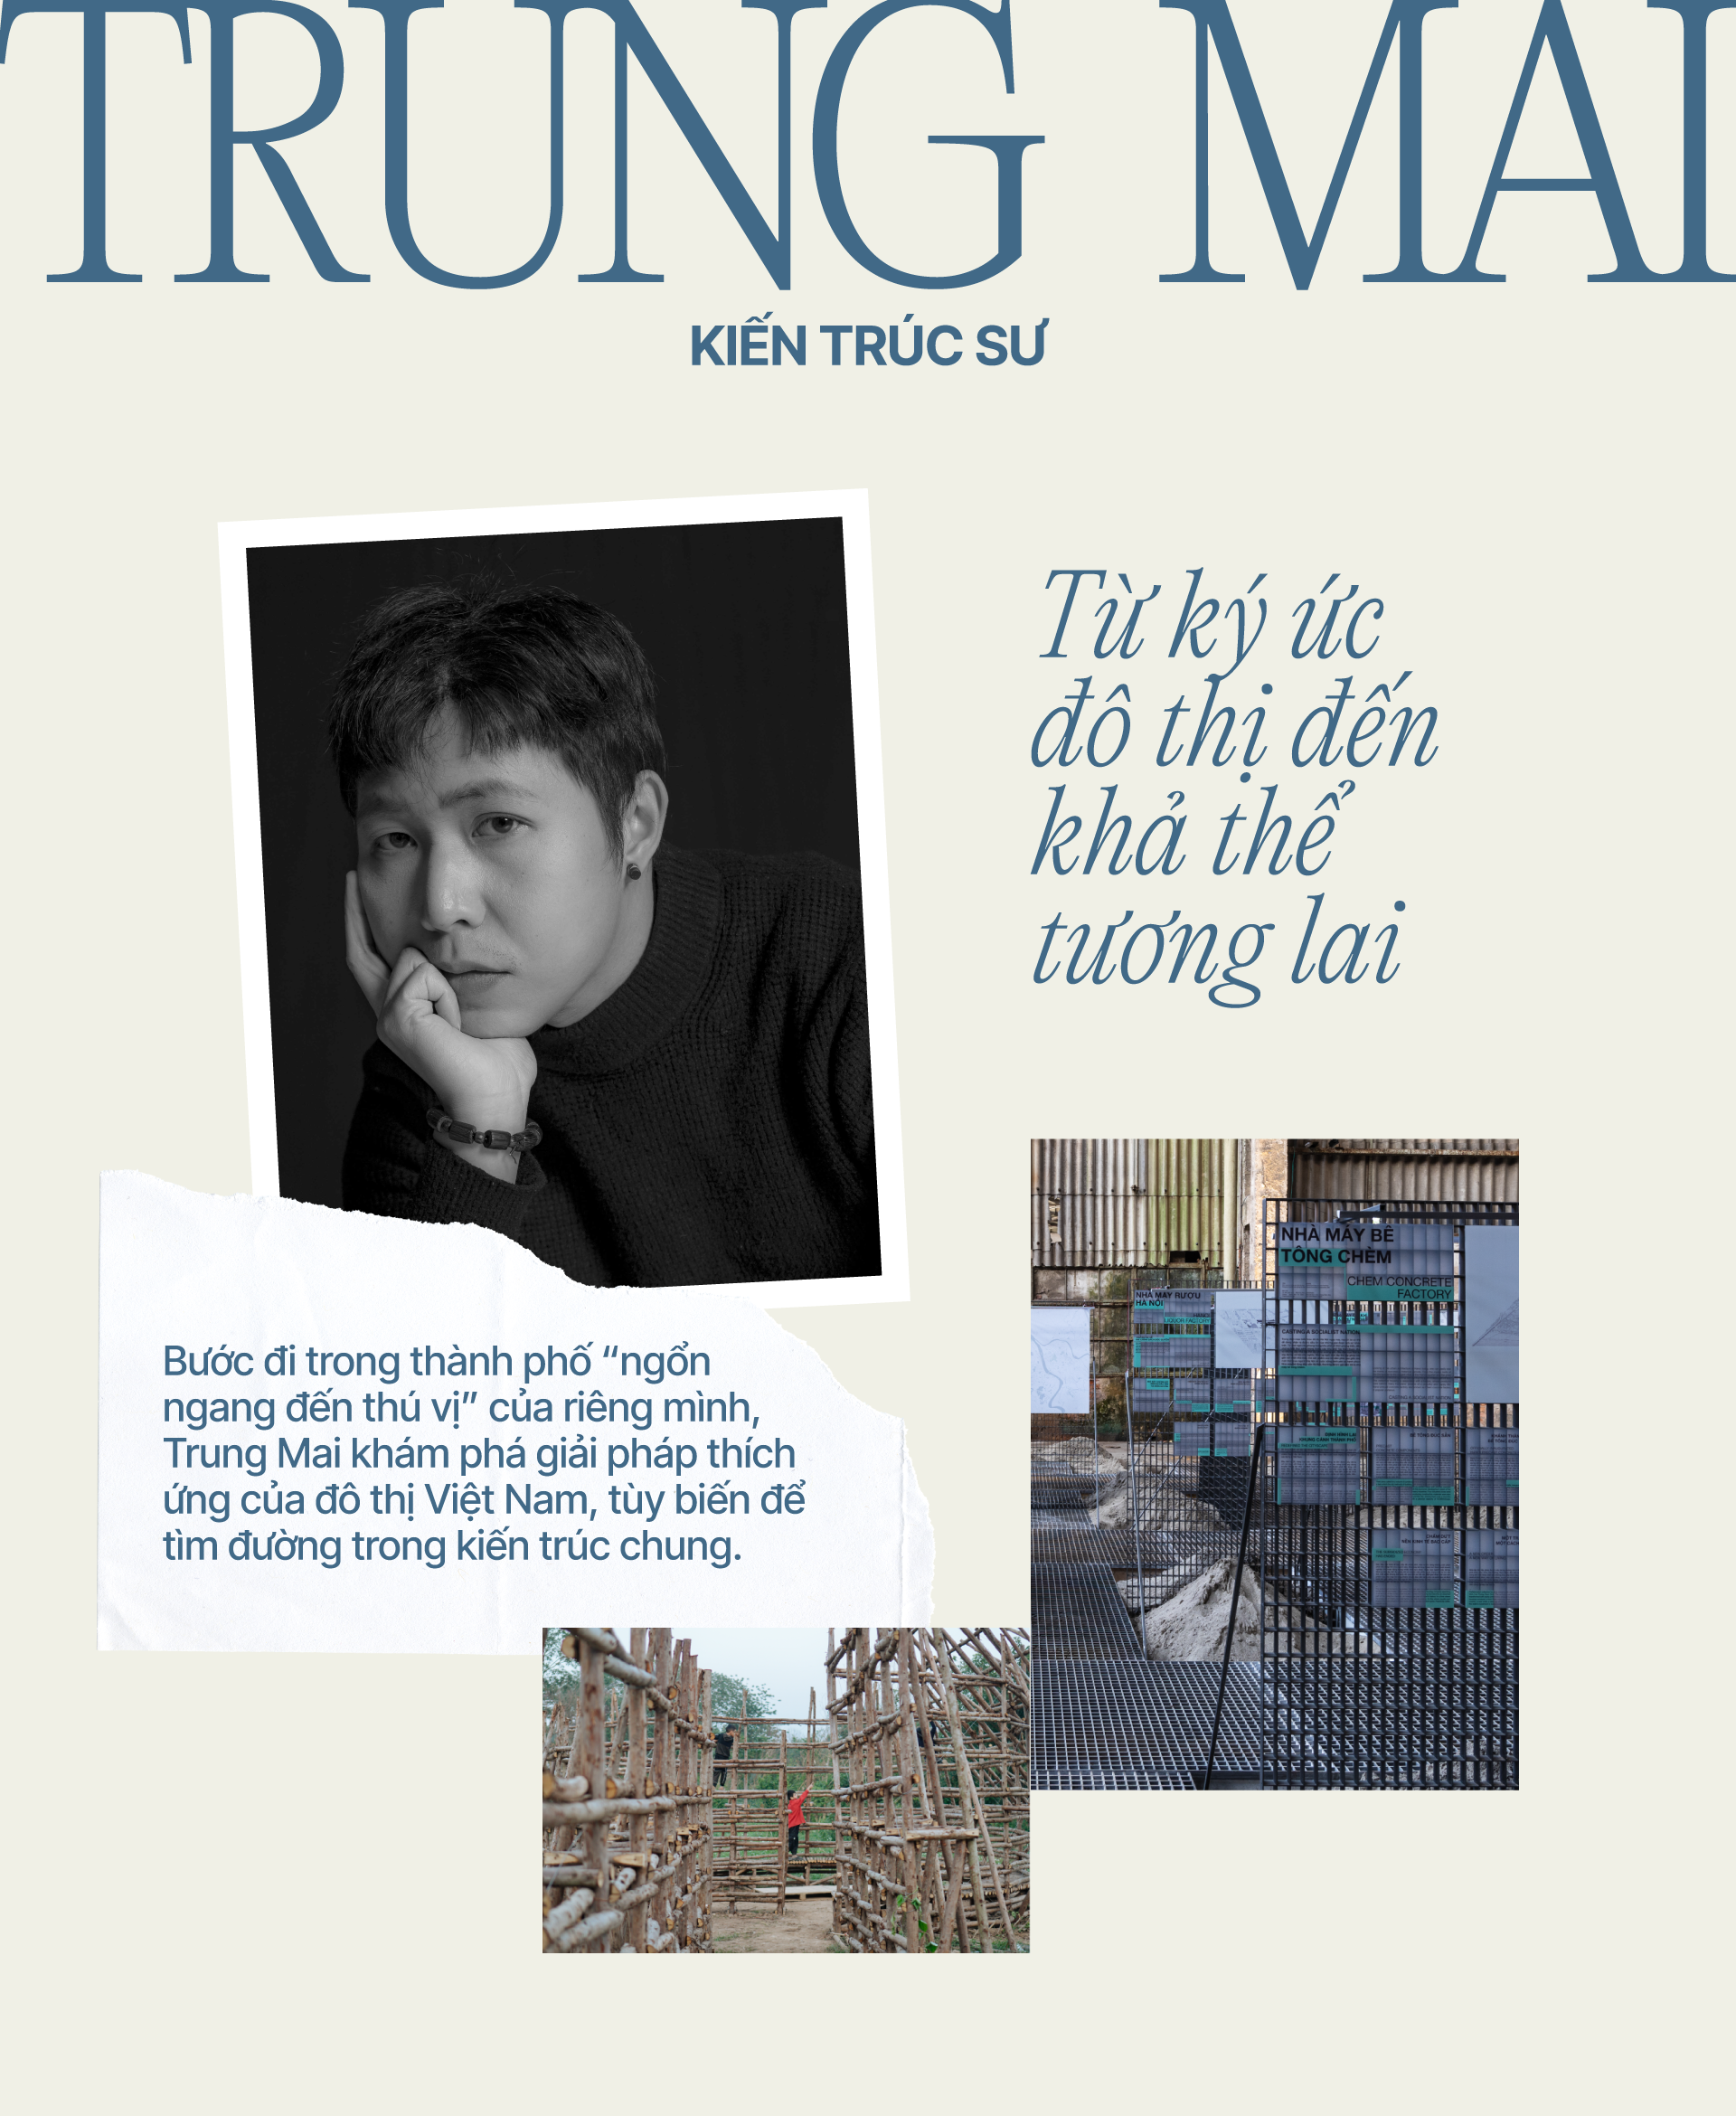 TRUNG MAI
KIẾN TRÚC SƯ
Từ ký ức
đô thị đến
khả thể
tương lai
Bước đi trong thành phố “ngổn
ngang đến thú vị” của riêng mình,
Trung Mai khám phá giải pháp thích
ứng của đô thị Việt Nam, tùy biến để
tìm đường trong kiến trúc chung.
NHÀ MÁY BÊ
TÔNG CHÈM
CHEM CONCRETE
FACTORY
NHÀ MÁY RƯỢU
HÀ NỘI
LIQUOR FACTORY